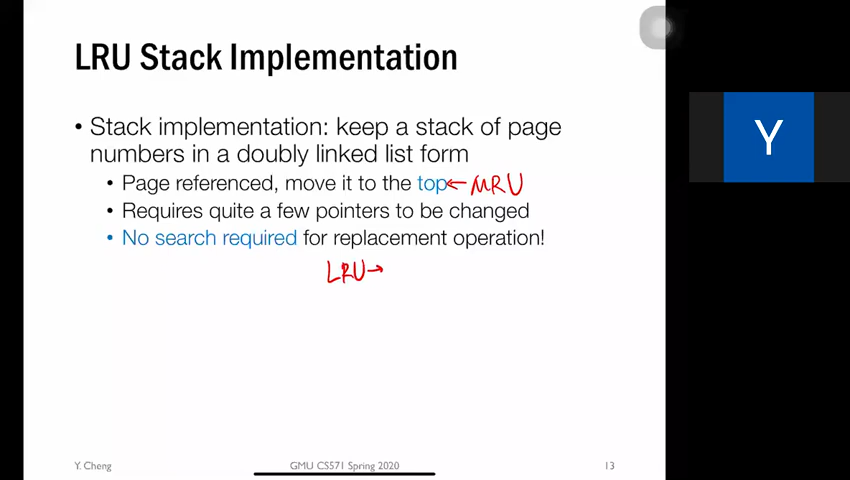 LRU Stack Implementation
• Stack implementation: keep a stack of page
numbers in a doubly linked list form
• Page referenced, move it to the top ← MRU
• Requires quite a few pointers to be changed
• No search required for replacement operation!
LRU →
Y. Cheng
GMU CS571 Spring 2020
13
Y